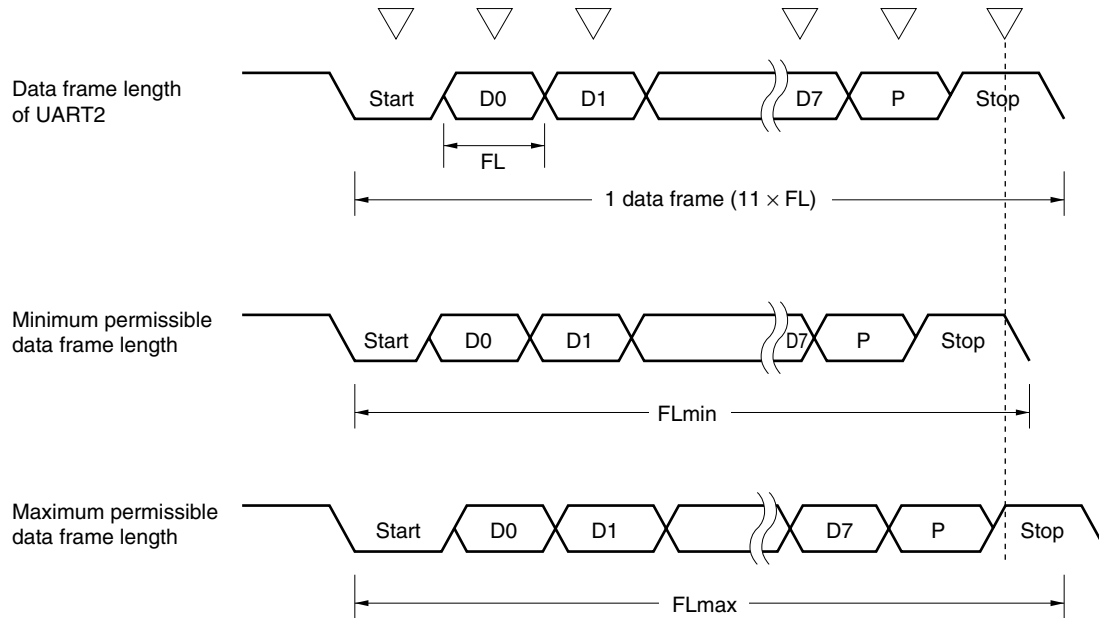 Data frame length
of UART2
Start D0 D1 D7 P Stop
FL
1 data frame (11 × FL)
Minimum permissible
data frame length
Start D0 D1 D7 P Stop
FLmin
Maximum permissible
data frame length
Start D0 D1 D7 P Stop
FLmax